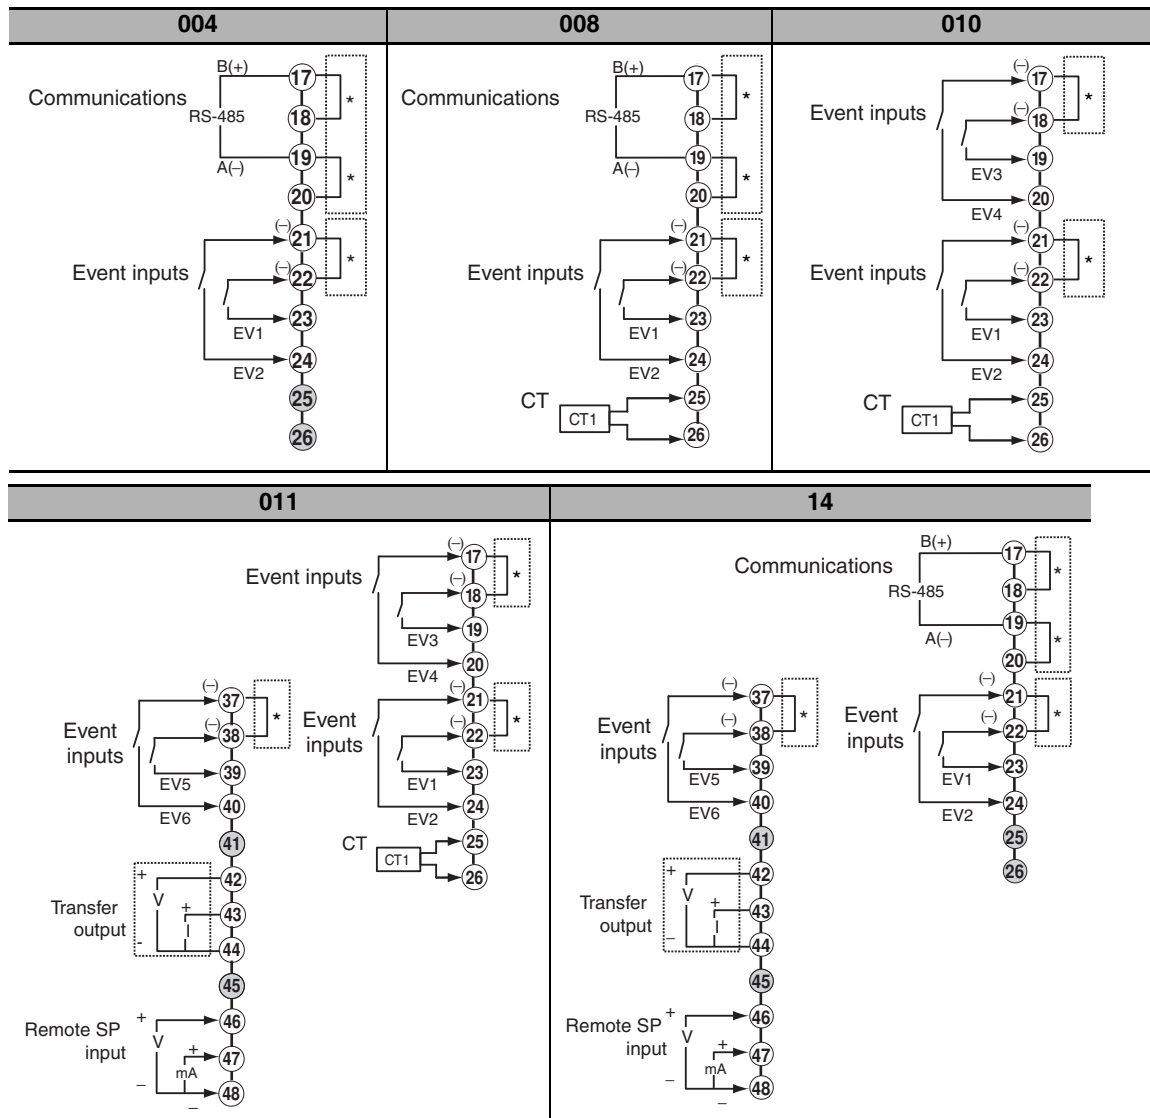 004
008
010
B(+)
17
Communications
*
RS-485
18
19
A(–)
*
20
(–)
21
Event inputs
(–)
*
22
23
EV1
24
EV2
25
26
B(+)
17
Communications
*
RS-485
18
19
A(–)
*
20
(–)
21
Event inputs
(–)
*
22
23
EV1
24
EV2
CT
25
CT1
26
(–)
17
Event inputs
(–)
*
18
19
EV3
20
EV4
(–)
21
Event inputs
(–)
*
22
23
EV1
24
EV2
CT
25
CT1
26
011
14
(–)
17
Event inputs
(–)
*
18
19
EV3
20
EV4
(–)
21
Event
inputs
(–)
*
22
23
EV1
24
EV2
CT
25
CT1
26
(–)
37
Event
inputs
(–)
*
38
39
EV5
40
EV6
41
+
42
V
+
43
Transfer
output
I
-
44
45
+
46
Remote SP
input
V
+
47
mA
–
48
–
B(+)
17
Communications
*
RS-485
18
19
A(–)
*
20
(–)
21
Event
inputs
(–)
*
22
23
EV1
24
EV2
25
26
(–)
37
Event
inputs
(–)
*
38
39
EV5
40
EV6
41
+
42
V
+
43
Transfer
output
I
–
44
45
+
46
Remote SP
input
V
+
47
mA
–
48
–